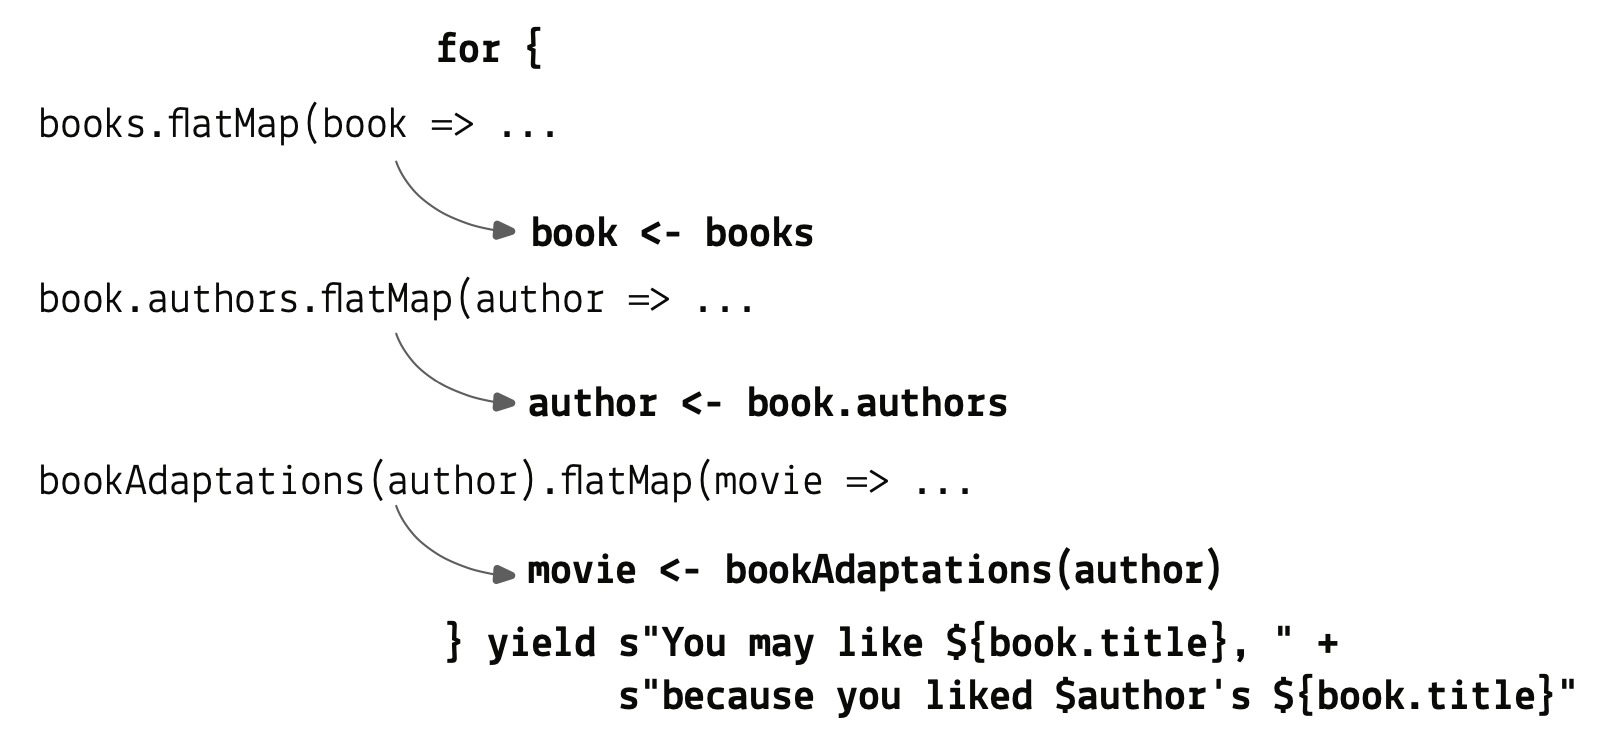 for {
books.flatMap(book => ...
book <- books
book.authors.flatMap(author => ...
author <- book.authors
bookAdaptations(author).flatMap(movie => ...
movie <- bookAdaptations(author)
} yield s"You may like ${book.title}, " +
s"because you liked $author's ${book.title}"